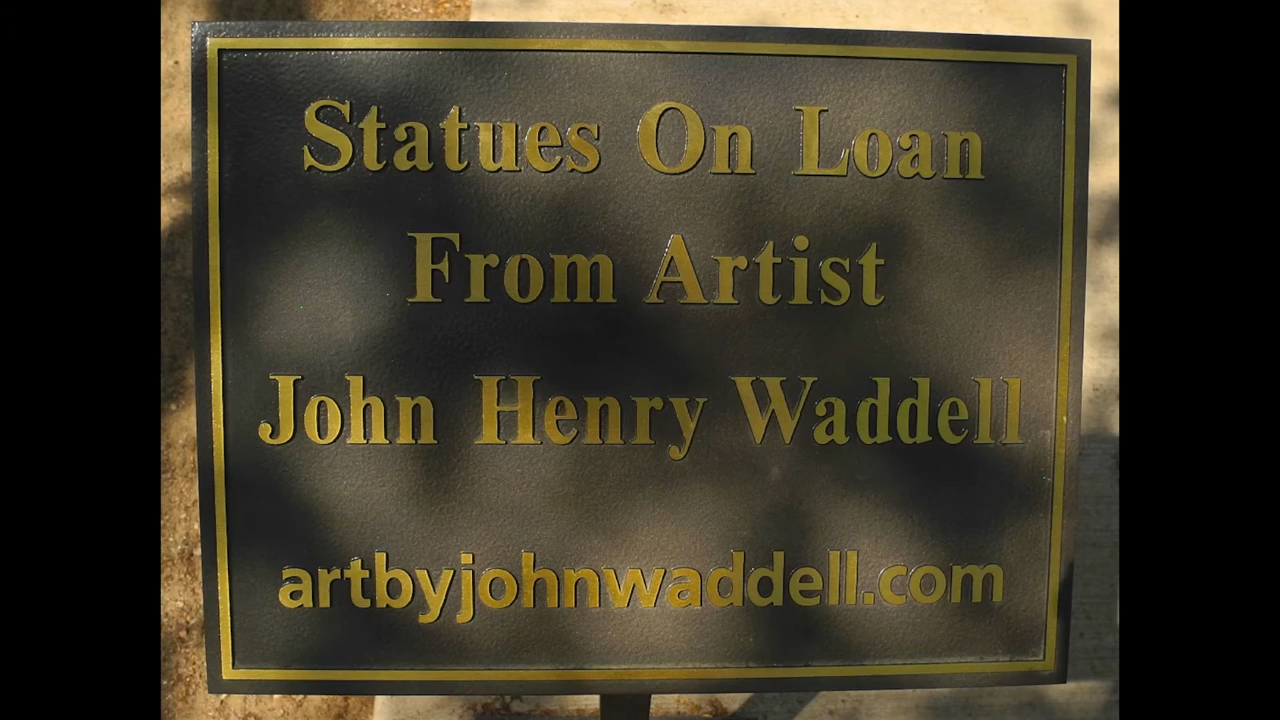 Statues On Loan
From Artist
John Henry Waddell
artbyjohnwaddell.com